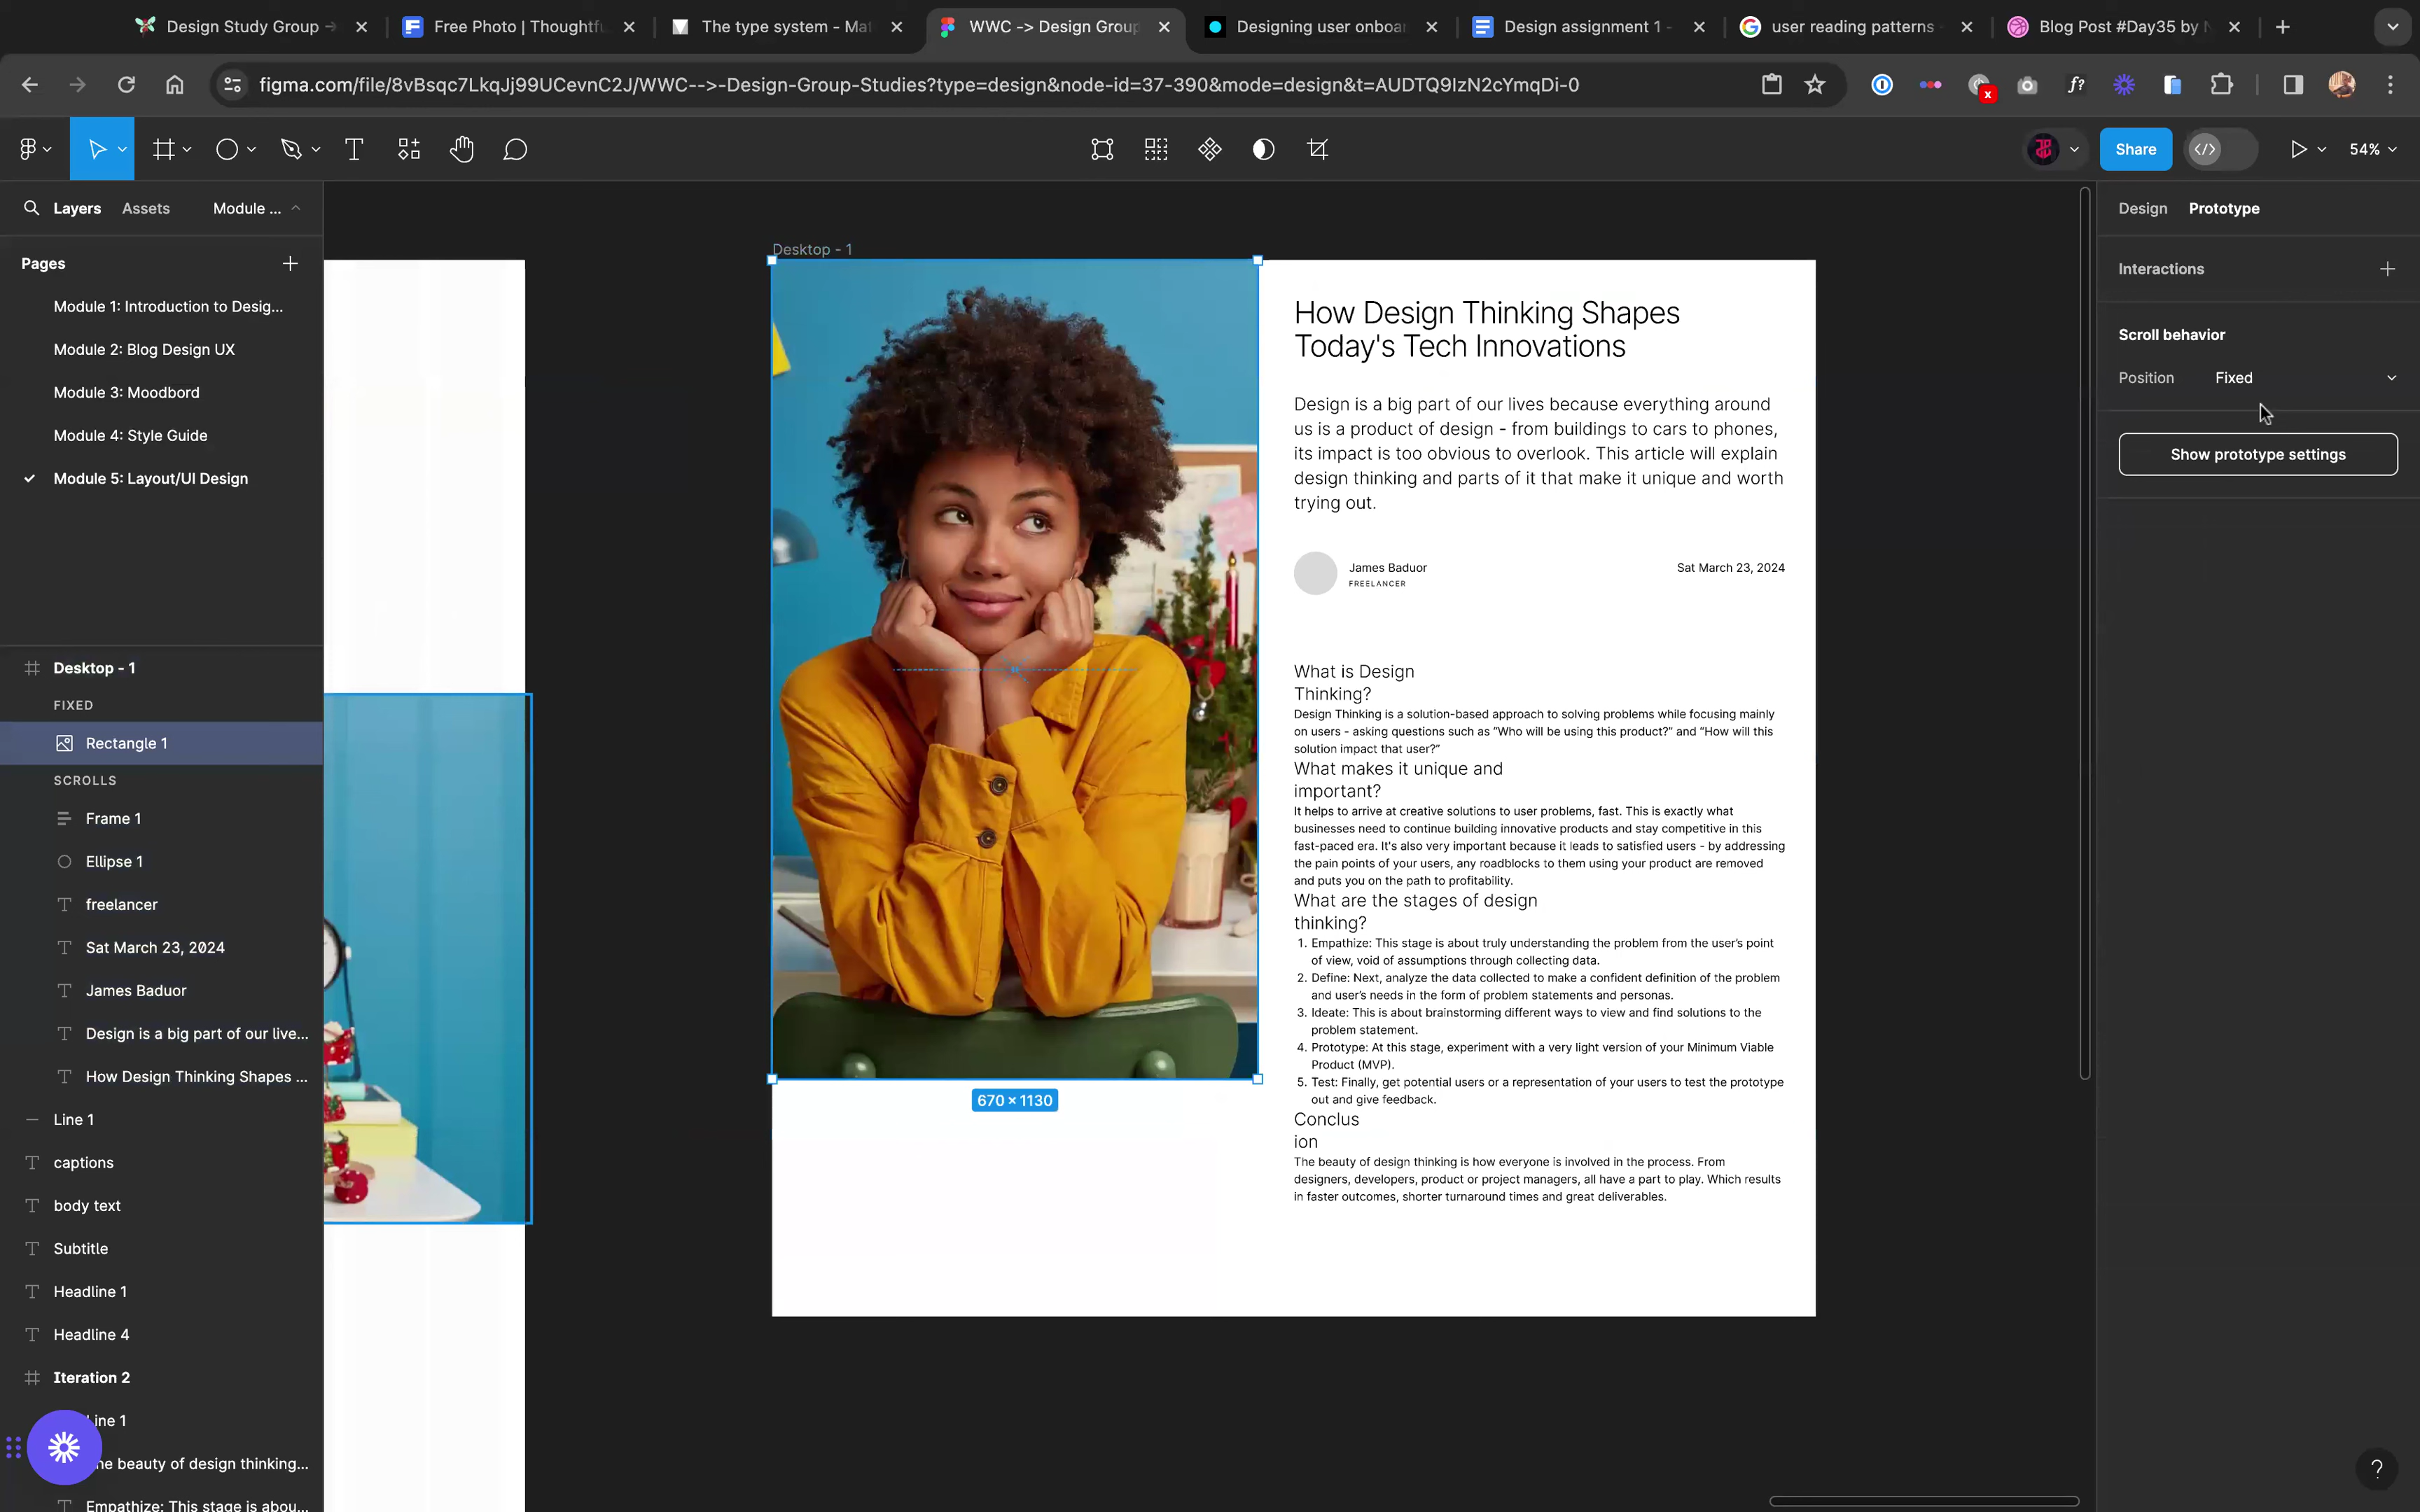 Design Study Group →
Free Photo | Thoughtfu
The type system - Mat
WWC -> Design Group
Designing user onboar
Design assignment 1 -
user reading patterns -
Blog Post #Day35 by N
figma.com/file/8vBsqc7LkqJj99UCevnC2J/WWC-->-Design-Group-Studies?type=design&node-id=37-390&mode=design&t=AUDTQ9IzN2cYmqDi-0
x
f?
Share
54%
Layers
Assets
Module ...
Pages
Module 1: Introduction to Desig...
Module 2: Blog Design UX
Module 3: Moodbord
Module 4: Style Guide
Module 5: Layout/UI Design
Desktop - 1
FIXED
Rectangle 1
SCROLLS
Frame 1
Ellipse 1
freelancer
Sat March 23, 2024
James Baduor
Design is a big part of our live...
How Design Thinking Shapes ...
Line 1
captions
body text
Subtitle
Headline 1
Headline 4
Iteration 2
Line 1
he beauty of design thinking...
Empathize: This stage is abou...
Desktop - 1
670 × 1130
How Design Thinking Shapes
Today's Tech Innovations
Design is a big part of our lives because everything around
us is a product of design - from buildings to cars to phones,
its impact is too obvious to overlook. This article will explain
design thinking and parts of it that make it unique and worth
trying out.
James Baduor
FREELANCER
Sat March 23, 2024
What is Design
Thinking?
Design Thinking is a solution-based approach to solving problems while focusing mainly
on users - asking questions such as “Who will be using this product?” and “How will this
solution impact that user?”
What makes it unique and
important?
It helps to arrive at creative solutions to user problems, fast. This is exactly what
businesses need to continue building innovative products and stay competitive in this
fast-paced era. It's also very important because it leads to satisfied users - by addressing
the pain points of your users, any roadblocks to them using your product are removed
and puts you on the path to profitability.
What are the stages of design
thinking?
1. Empathize: This stage is about truly understanding the problem from the user’s point
of view, void of assumptions through collecting data.
2. Define: Next, analyze the data collected to make a confident definition of the problem
and user’s needs in the form of problem statements and personas.
3. Ideate: This is about brainstorming different ways to view and find solutions to the
problem statement.
4. Prototype: At this stage, experiment with a very light version of your Minimum Viable
Product (MVP).
5. Test: Finally, get potential users or a representation of your users to test the prototype
out and give feedback.
Conclus
ion
The beauty of design thinking is how everyone is involved in the process. From
designers, developers, product or project managers, all have a part to play. Which results
in faster outcomes, shorter turnaround times and great deliverables.
Design
Prototype
Interactions
Scroll behavior
Position
Fixed
Show prototype settings
?